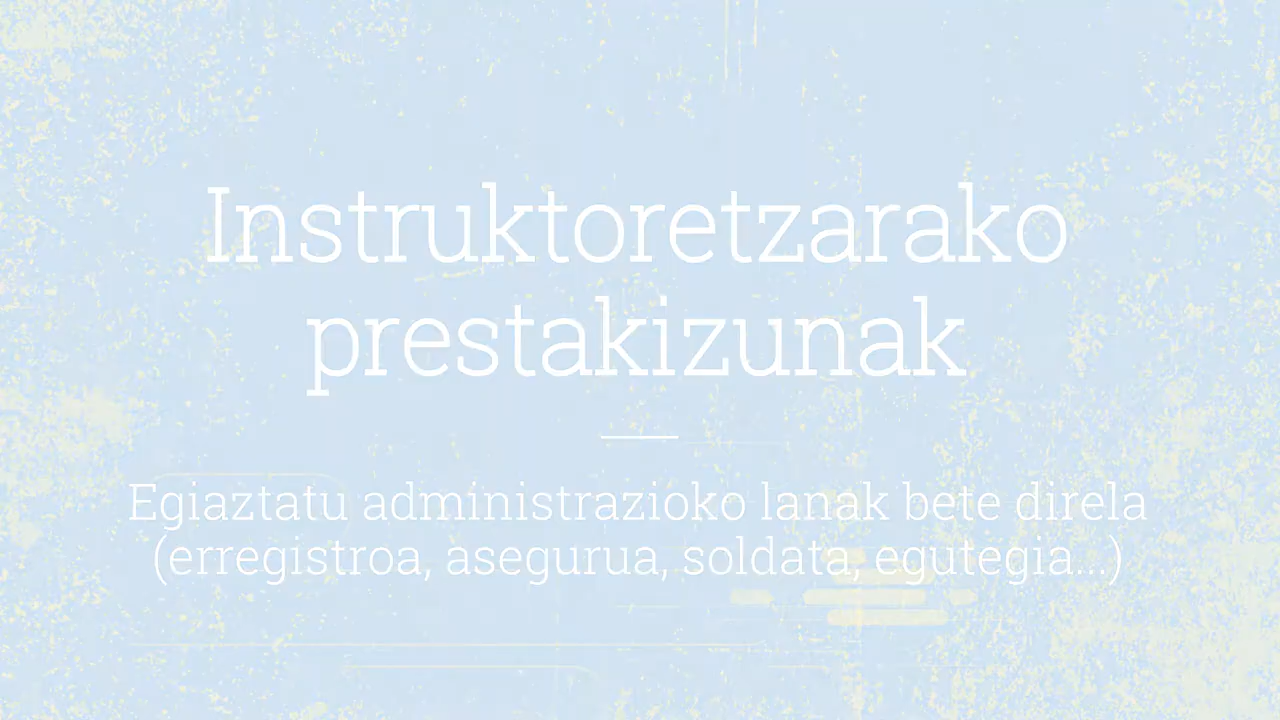 Instruktoretzarako
prestakizunak
Egiaztatu administrazioko lanak bete direla
(erregistroa, asegurua, soldata, egutegia...)